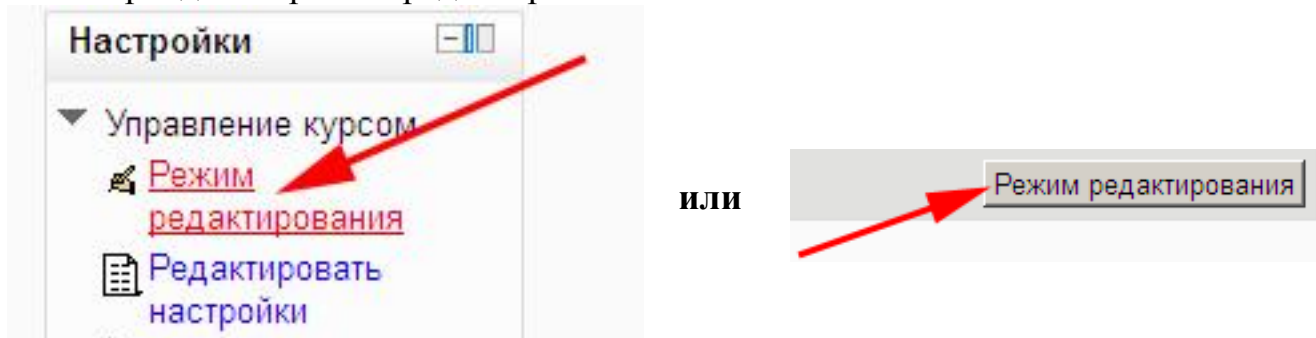 Настройки
Управление курсом
Режим
редактирования
Редактировать
настройки
или
Режим редактирования